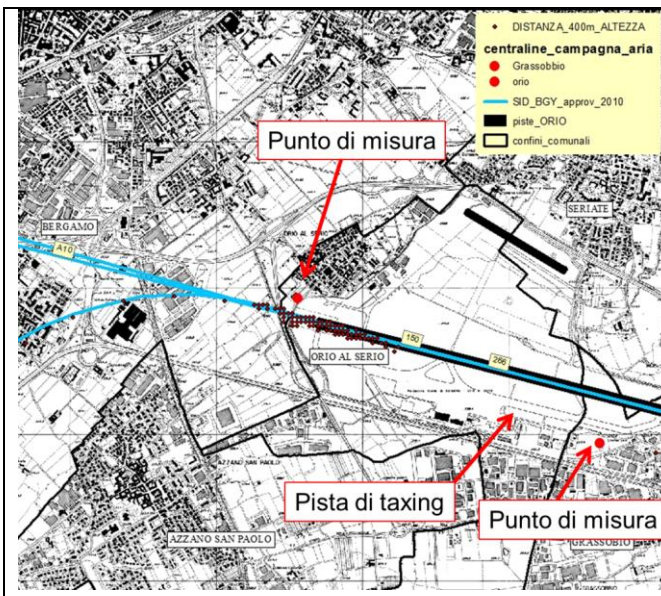 DISTANZA_400m_ALTEZZA
centraline_campagna_aria
Grassobbio
orio
SID_BGY_approv_2010
piste_ORIO
confini_comunali
Punto di misura
BERGAMO
SERIATE
A10
ORIO AL SERIO
150
266
ORIO AL SERIO
AZZANO SAN PAOLO
Pista di taxing
Punto di misura
AZZANO SAN PAOLO
GRASSOBIO